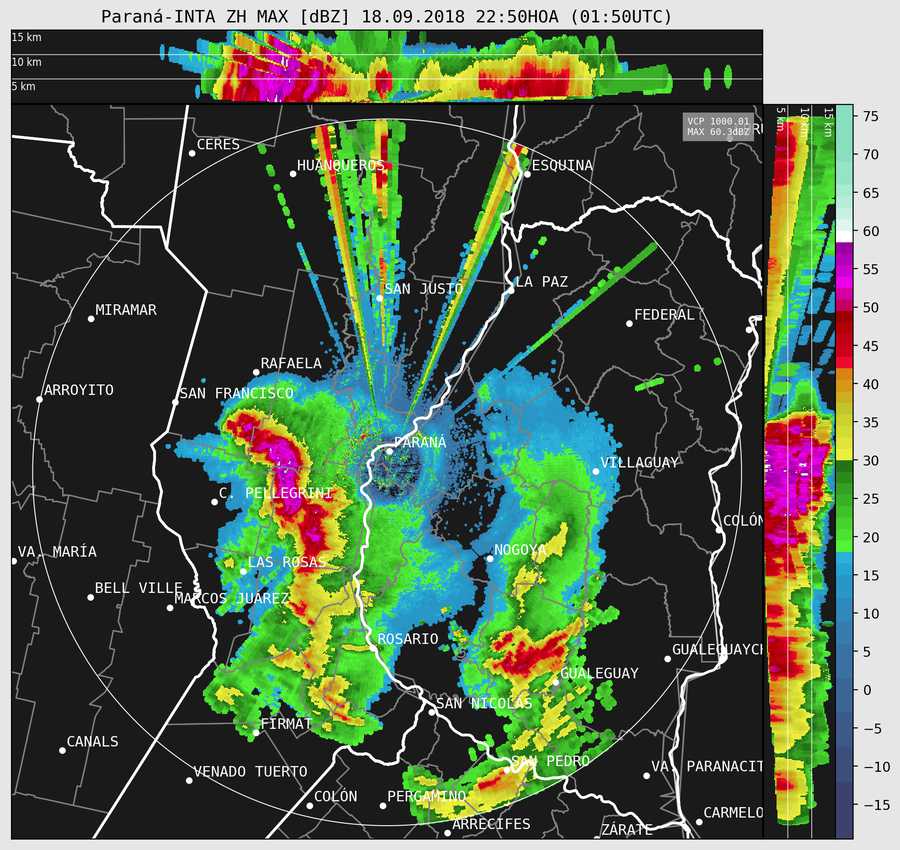 Paraná-INTA ZH MAX [dBZ] 18.09.2018 22:50HOA (01:50UTC)
15 km
10 km
5 km
5 km
10 km
15 km
VCP 1000.01
MAX 60.3dBZ
CERES
HUANQUEROS
ESQUINA
SAN JUSTO
LA PAZ
MIRAMAR
FEDERAL
RAFAELA
ARROYITO
SAN FRANCISCO
PARANÁ
VILLAGUAY
C. PELLEGRINI
COLÓN
VA. MARÍA
NOGOYA
LAS ROSAS
BELL VILLE
MARCOS JUAREZ
ROSARIO
GUALEGUAYCH
GUALEGUAY
SAN NICOLAS
FIRMAT
CANALS
SAN PEDRO
VA. PARANACIT
VENADO TUERTO
COLÓN
PERGAMINO
CARMELO
ARRECIFES
ZÁRATE
75
70
65
60
55
50
45
40
35
30
25
20
15
10
5
0
−5
−10
−15